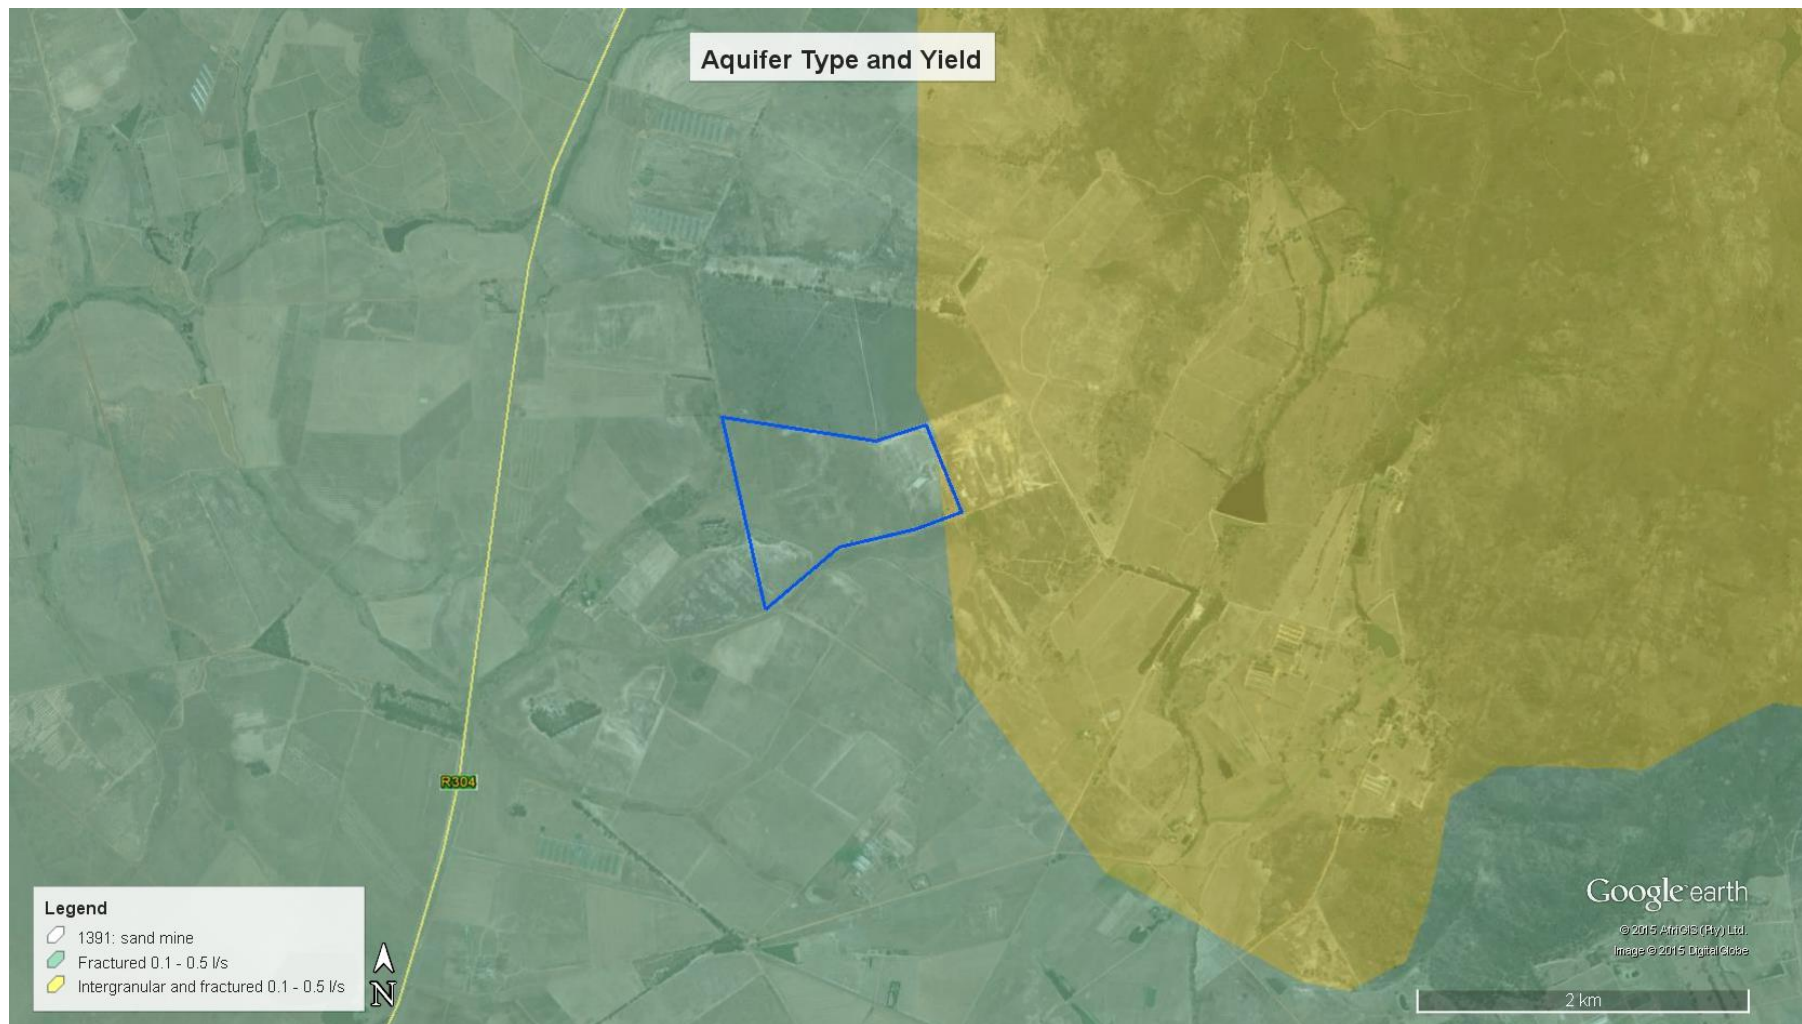 Aquifer Type and Yield
R304
Legend
1391: sand mine
Fractured 0.1 - 0.5 l/s
Intergranular and fractured 0.1 - 0.5 l/s
N
Google earth
© 2015 AfriGIS (Pty) Ltd.
Image © 2015 DigitalGlobe
2 km